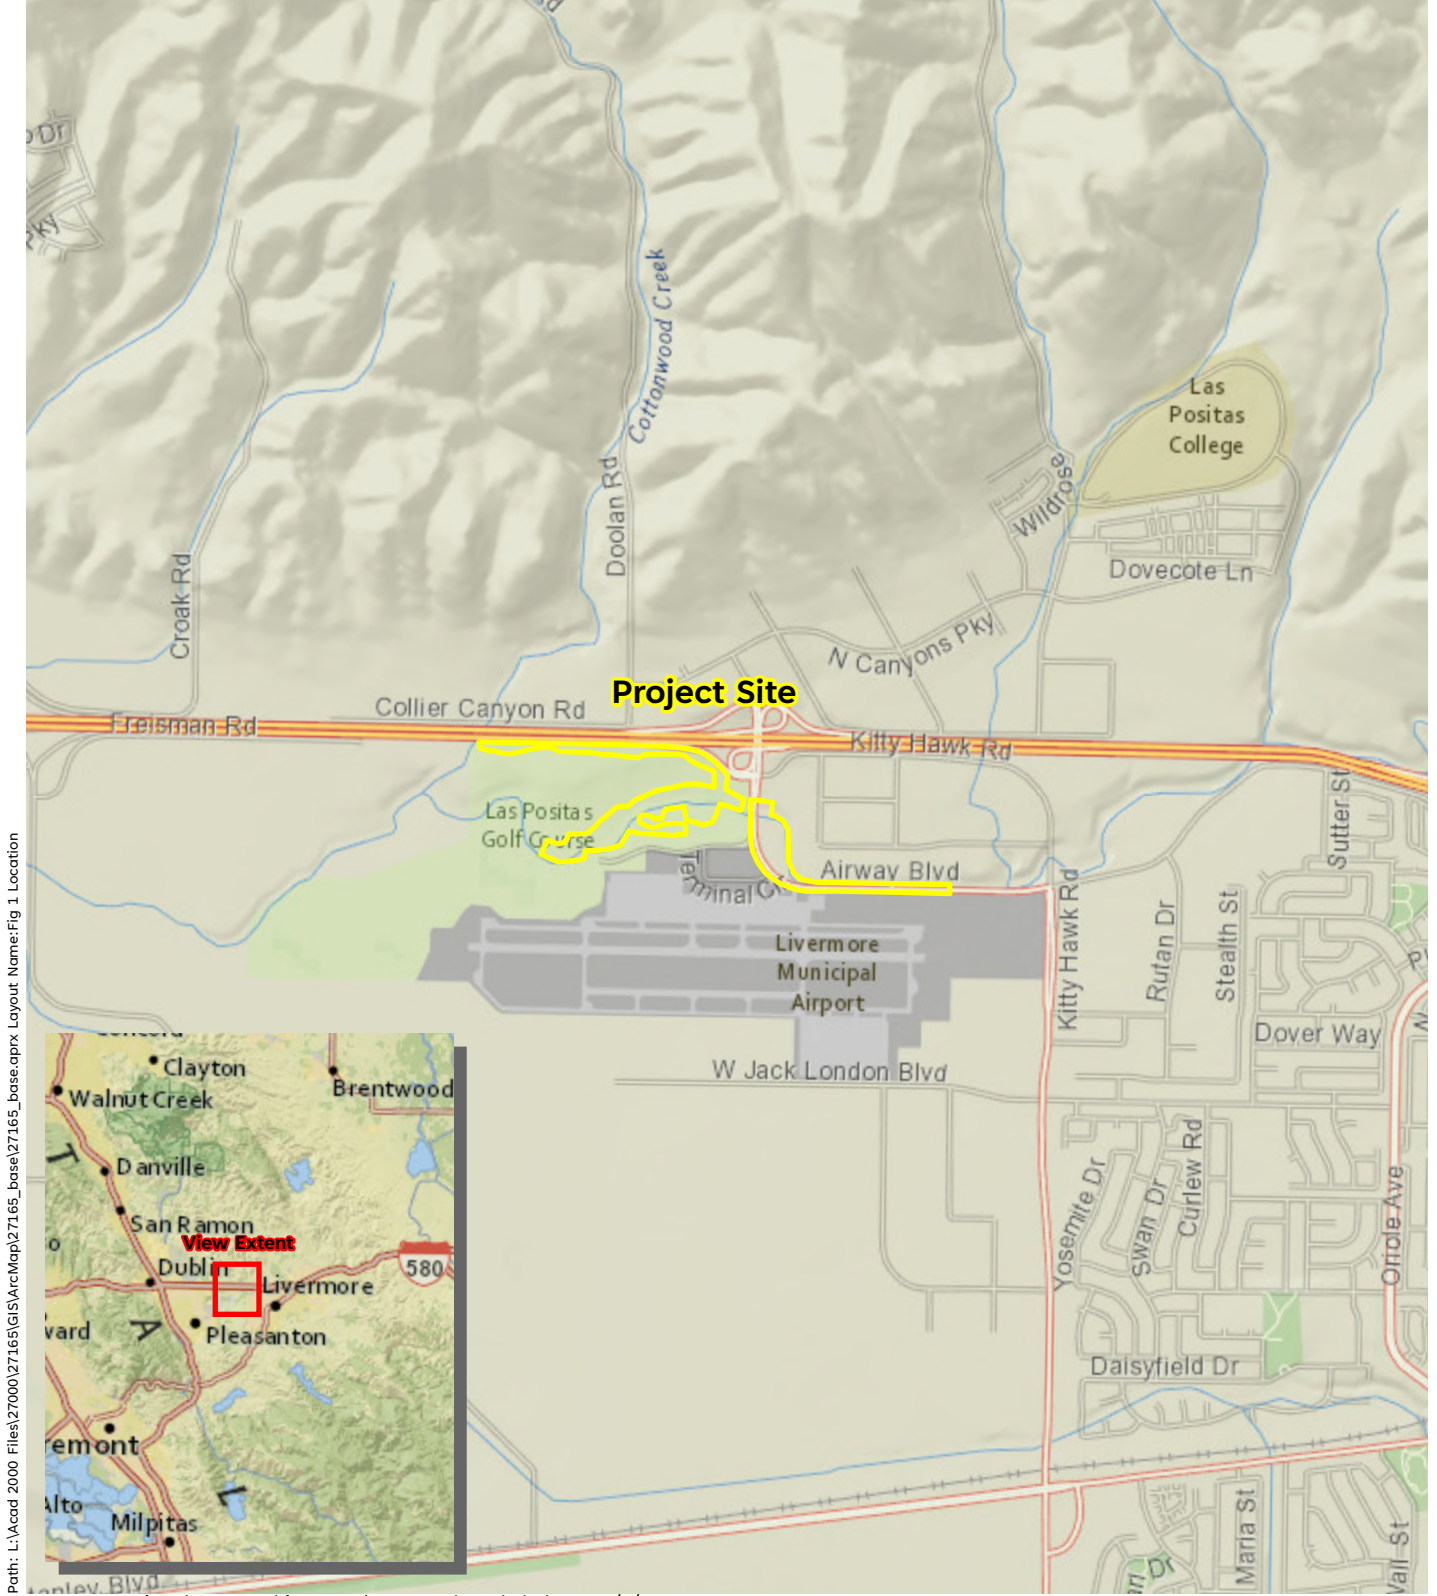 Cottonwood Creek
Las
Positas
College
Wildrose
Doolan Rd
Croak Rd
Dovecote Ln
N Canyons Pky
Project Site
Collier Canyon Rd
Freisman Rd
Kitty Hawk Rd
Las Positas
Golf Course
Sutter St
Airway Blvd
Terminal Cir
Livermore
Municipal
Airport
Kitty Hawk Rd
Rutan Dr
Stealth St
Dover Way
W Jack London Blvd
Yosemite Dr
Swan Dr
Curlew Rd
Oriole Ave
Daisyfield Dr
Maria St
Dr
Clayton
Brentwood
Walnut Creek
Danville
San Ramon
View Extent
Dublin
Livermore
580
Pleasanton
ward
T
A
L
remont
Alto
Milpitas
Path: L:\Acad 2000 Files\27000\27165\GIS\ArcMap\27165_base\27165_base.aprx Layout Name:Fig 1 Location